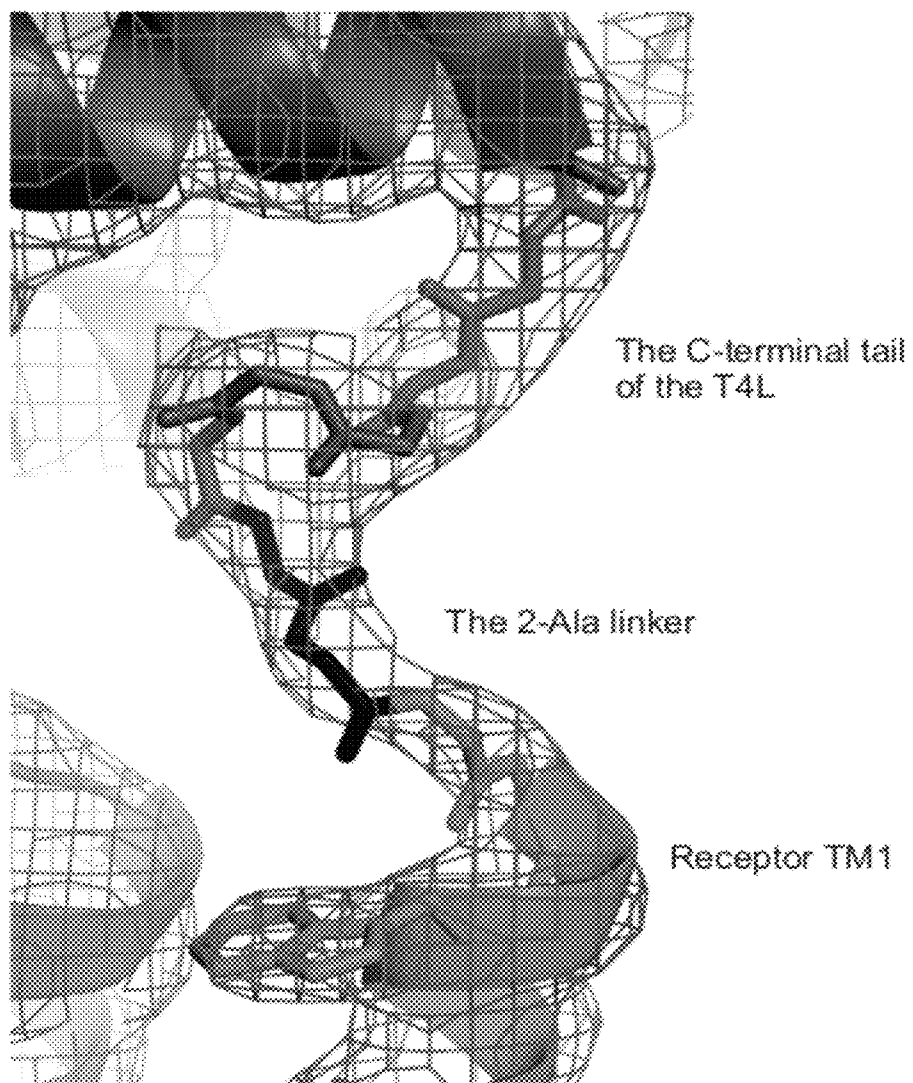 The C-terminal tail
of the T4L
The 2-Ala linker
Receptor TM1